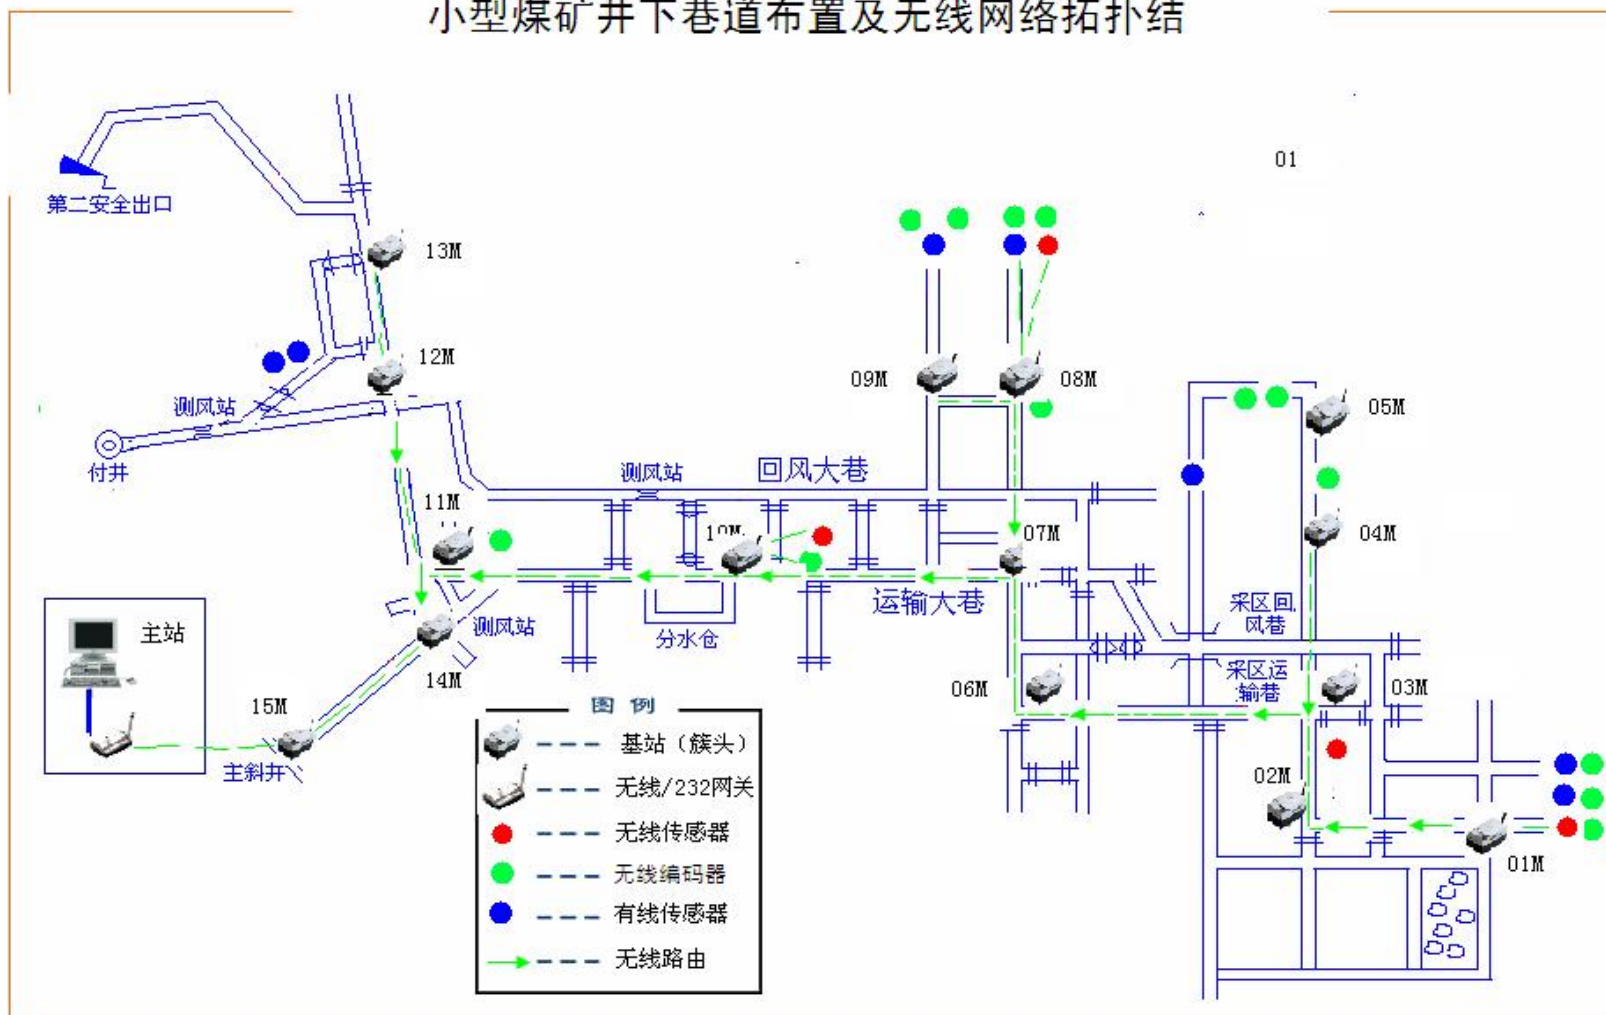 小型煤矿井下巷道布置及无线网络拓扑结
01
第二安全出口
13M
12M
09M
08M
05M
测风站
付井
测风站
回风大巷
11M
10M
07M
04M
运输大巷
采区回
风巷
主站
测风站
分水仓
采区运
输巷
14M
06M
03M
15M
主斜井
02M
01M
图 例
基站（簇头）
无线/232网关
无线传感器
无线编码器
有线传感器
无线路由